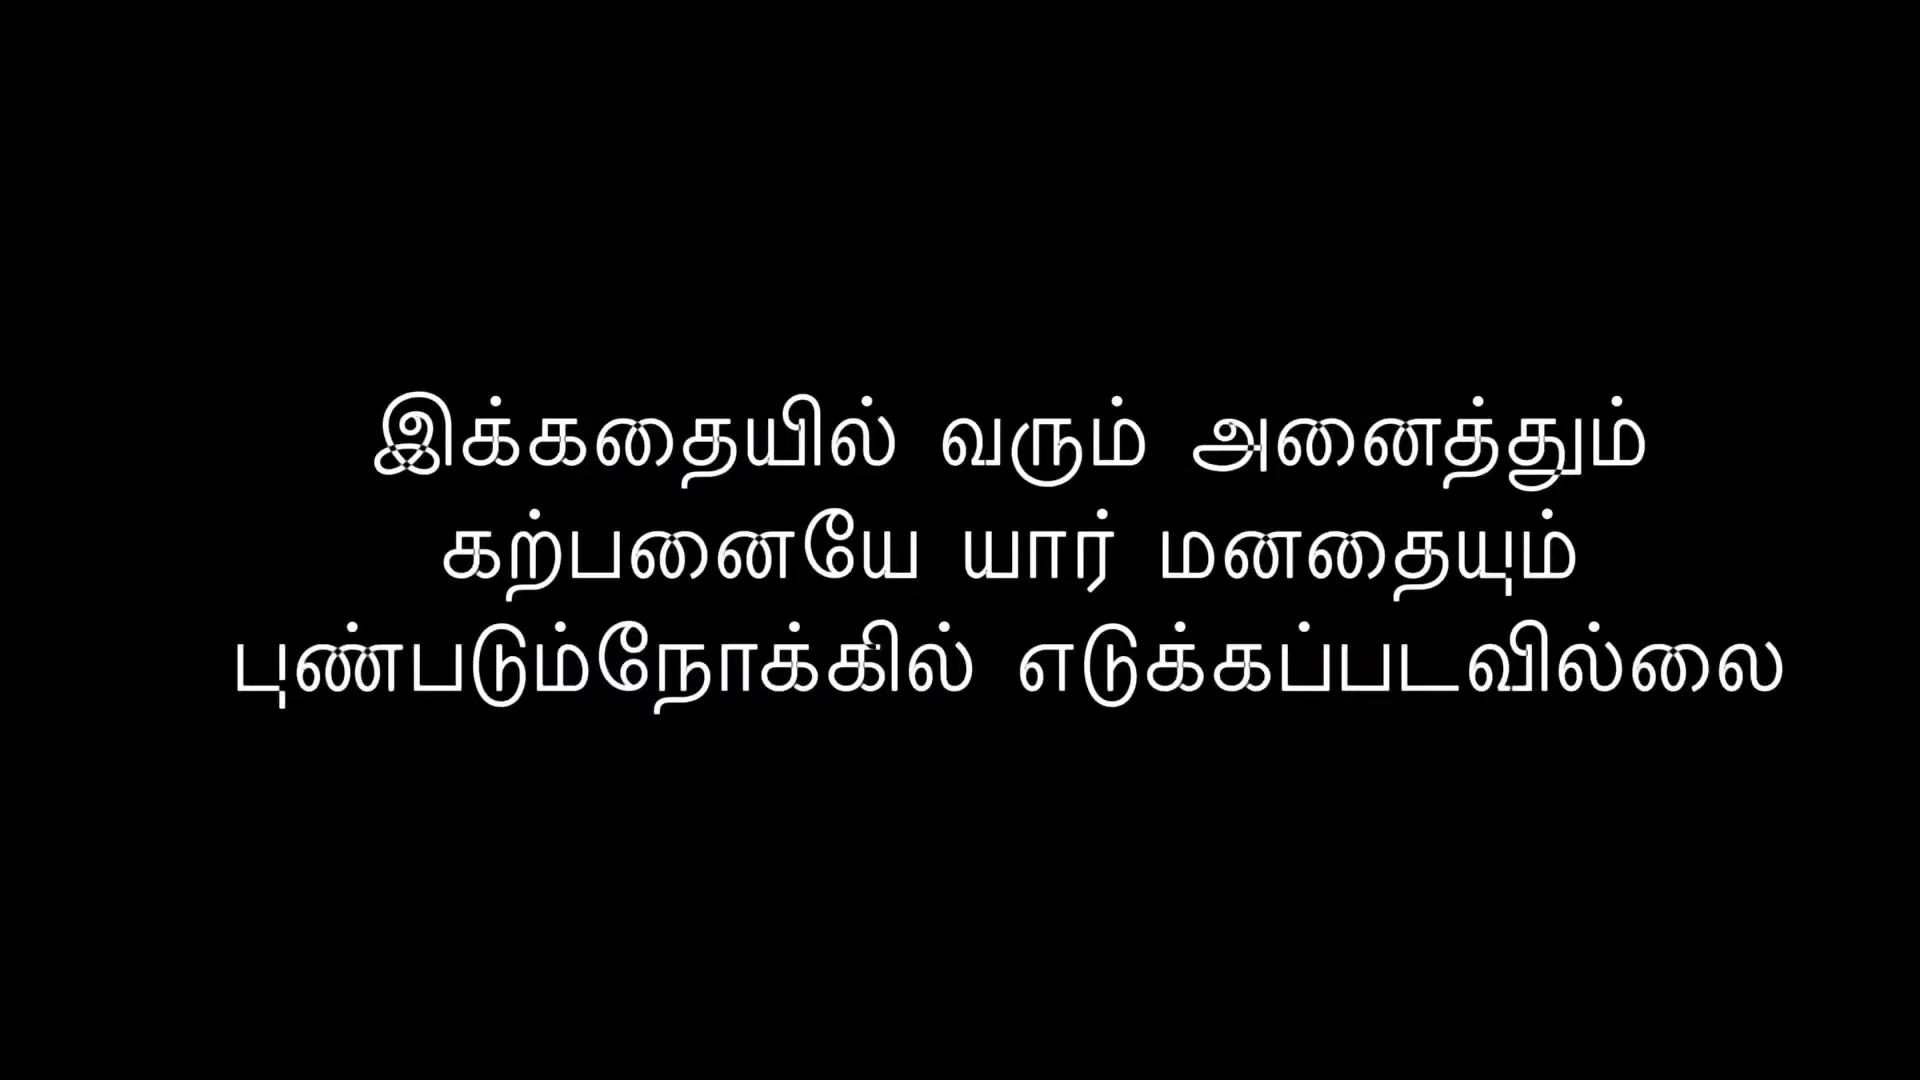 இக்கதையில் வரும் அனைத்தும்
கற்பனையே யார் மனதையும்
புண்படும்நோக்கில் எடுக்கப்படவில்லை